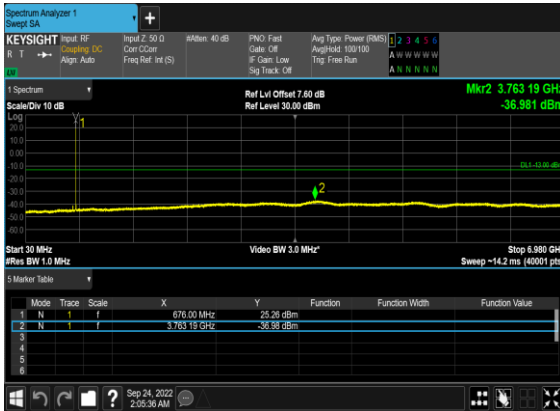 Spectrum Analyzer 1
Swept SA
KEYSIGHT
R T
LXI
Input: RF
Coupling: DC
Align: Auto
Input Z: 50 Ω
Corr CCorr
Freq Ref: Int (S)
#Atten: 40 dB
PNO: Fast
Gate: Off
IF Gain: Low
Sig Track: Off
Avg Type: Power (RMS)
Avg|Hold: 100/100
Trig: Free Run
1 2 3 4 5 6
A W W W W W
A N N N N N
1 Spectrum
Scale/Div 10 dB
Ref Lvl Offset 7.60 dB
Ref Level 30.00 dBm
Mkr2 3.763 19 GHz
-36.981 dBm
Log
20.0
10.0
0.00
-10.0
-20.0
-30.0
-40.0
-50.0
-60.0
1
2
DL1 -13.00 dBm
Start 30 MHz
#Res BW 1.0 MHz
Video BW 3.0 MHz*
Stop 6.980 GHz
Sweep ~14.2 ms (40001 pts)
5 Marker Table
Mode Trace Scale X Y Function Function Width Function Value
1 N 1 f 676.00 MHz 25.26 dBm
2 N 1 f 3.763 19 GHz -36.98 dBm
3
4
5
6
Sep 24, 2022
2:05:36 AM